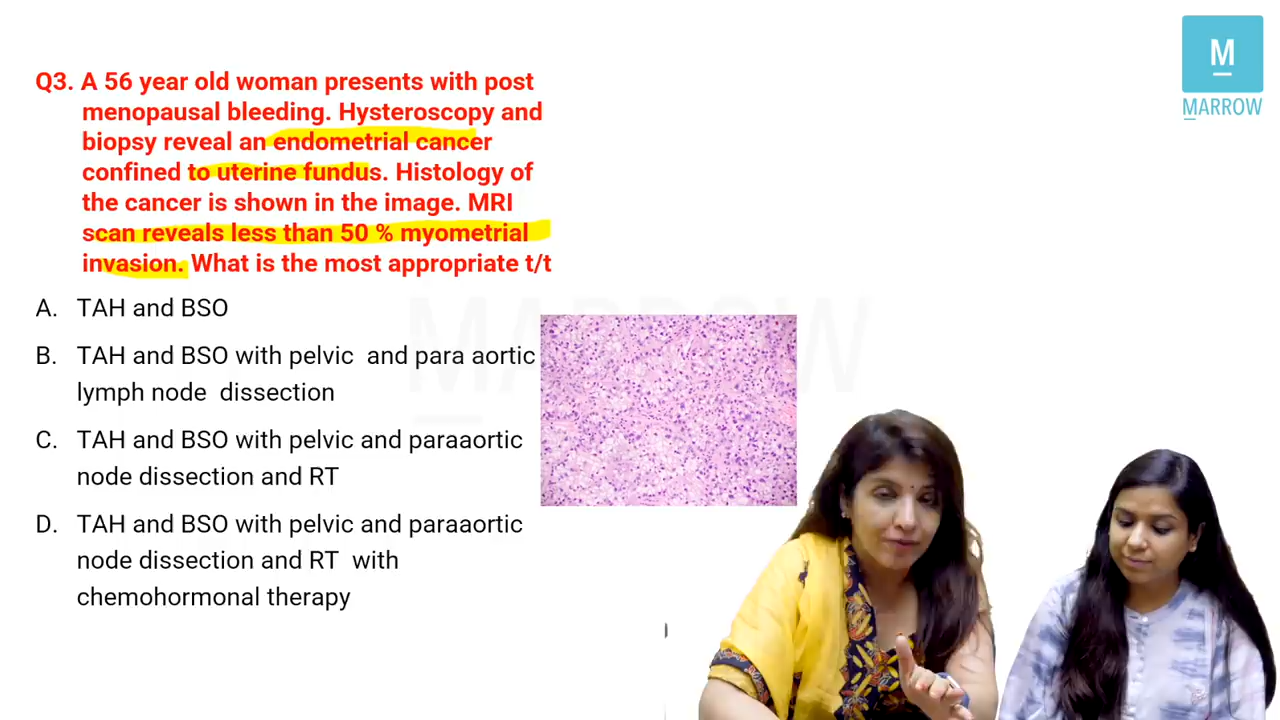 M
MARROW
Q3. A 56 year old woman presents with post
menopausal bleeding. Hysteroscopy and
biopsy reveal an endometrial cancer
confined to uterine fundus. Histology of
the cancer is shown in the image. MRI
scan reveals less than 50 % myometrial
invasion. What is the most appropriate t/t
A. TAH and BSO
B. TAH and BSO with pelvic and para aortic
lymph node dissection
C. TAH and BSO with pelvic and paraaortic
node dissection and RT
D. TAH and BSO with pelvic and paraaortic
node dissection and RT with
chemohormonal therapy
MARROW